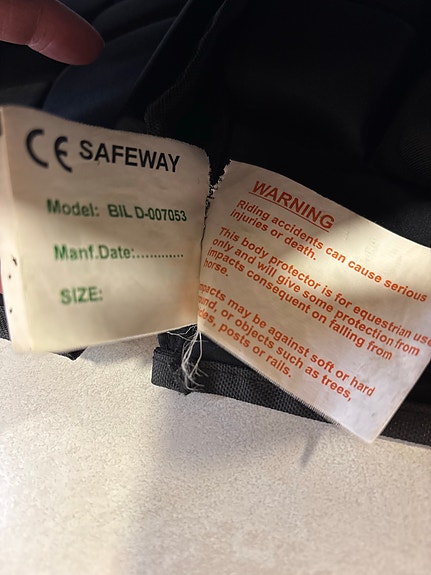 CE SAFEWAY
Model: BIL D-007053
Manf.Date:.............
SIZE:
WARNING
Riding accidents can cause serious
injuries or death.
This body protector is for equestrian use
only and will give some protection from
impacts consequent on falling from
horse.
may be against soft or hard
or objects such as trees,
posts or rails.